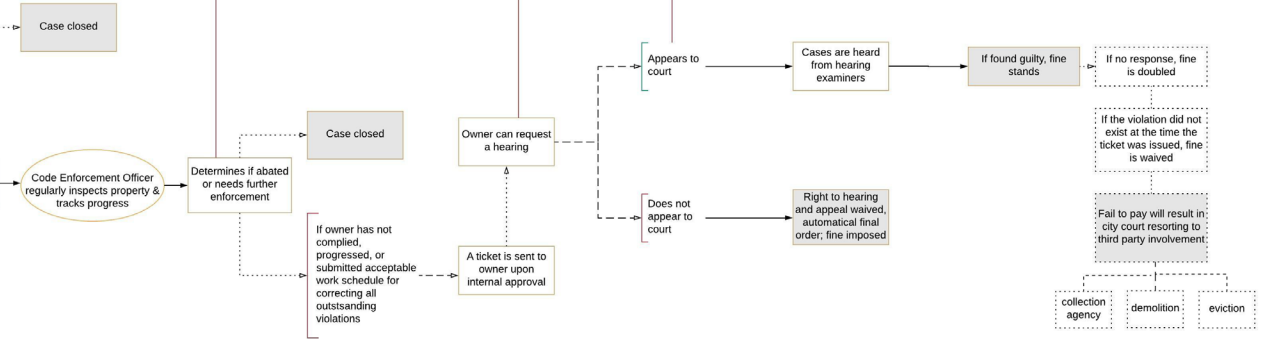 Case closed
Code Enforcement Officer
regularly inspects property &
tracks progress
Determines if abated
or needs further
enforcement
Case closed
If owner has not
complied,
progressed, or
submitted acceptable
work schedule for
correcting all
outstsanding
violations
A ticket is sent to
owner upon
internal approval
Owner can request
a hearing
Appears to
court
Cases are heard
from hearing
examiners
If found guilty, fine
stands
If no response, fine
is doubled
If the violation did not
exist at the time the
ticket was issued, fine
is waived
Does not
appear to
court
Right to hearing
and appeal waived,
automatical final
order; fine imposed
Fail to pay will result in
city court resorting to
third party involvement
collection
agency
demolition
eviction